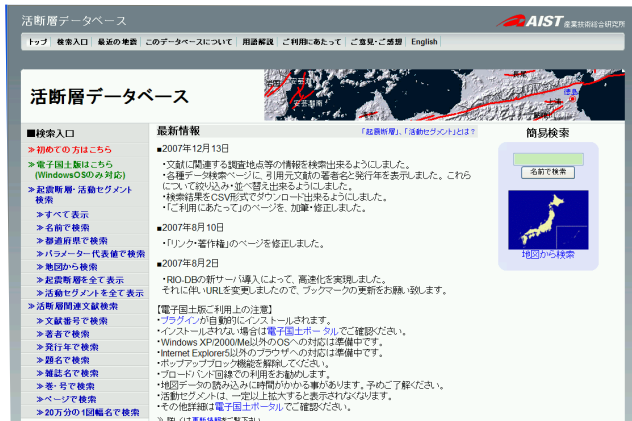 活断層データベース
AIST 産業技術総合研究所
トップ 検索入口 最近の地震 このデータベースについて 用語解説 ご利用にあたって ご意見・ご感想 English
活断層データベース
徳島
■検索入口
≫初めての方はこちら
≫電子国土版はこちら
(WindowsOSのみ対応)
≫起震断層・活動セグメント
検索
≫すべて表示
≫名前で検索
≫都道府県で検索
≫パラメーター代表値で検索
≫地図から検索
≫起震断層を全て表示
≫活動セグメントを全て表示
≫活断層関連文献検索
≫文献番号で検索
≫著者で検索
≫発行年で検索
≫題名で検索
≫雑誌名で検索
≫巻・号で検索
≫ページで検索
≫20万分の1図幅名で検索
最新情報
「起震断層」、「活動セグメント」とは?
■2007年12月13日
・文献に関連する調査地点等の情報を検索出来るようにしました。
・各種データ検索ページに、引用元文献の著者名と発行年を表示しました。これら
について絞り込み・並べ替え出来るようにしました。
・検索結果をCSV形式でダウンロード出来るようにしました。
・「ご利用にあたって」のページを、加筆・修正しました。
■2007年8月10日
・「リンク・著作権」のページを修正しました。
■2007年8月2日
・RIO-DBの新サーバ導入によって、高速化を実現しました。
それに伴いURLを変更しましたので、ブックマークの更新をお願い致します。
【電子国土版ご利用上の注意】
・プラグインが自動的にインストールされます。
・インストールされない場合は電子国土ポータルでご確認ください。
・Windows XP/2000/Me以外のOSへの対応は準備中です。
・Internet Explorer5以外のブラウザへの対応は準備中です。
・ポップアップブロック機能を解除してください。
・ブロードバンド回線での利用をお勧めします。
・地図データの読み込みに時間がかかる事があります。予めご了解ください。
・活動セグメントは、一定以上拡大すると表示されなくなります。
・その他詳細は電子国土ポータルでご確認ください。
簡易検索
名前で検索
地図から検索